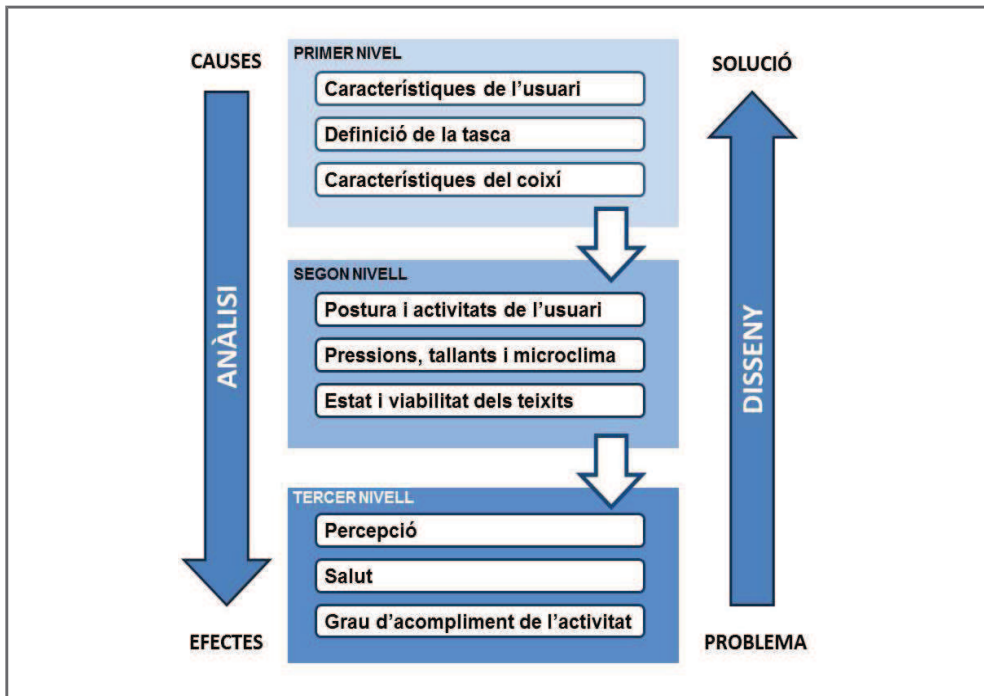 CAUSES
ANÀLISI
EFECTES
PRIMER NIVEL
Característiques de l’usuari
Definició de la tasca
Característiques del coixí
SEGON NIVELL
Postura i activitats de l’usuari
Pressions, tallants i microclima
Estat i viabilitat dels teixits
TERCER NIVELL
Percepció
Salut
Grau d’acompliment de l’activitat
SOLUCIÓ
DISSENY
PROBLEMA